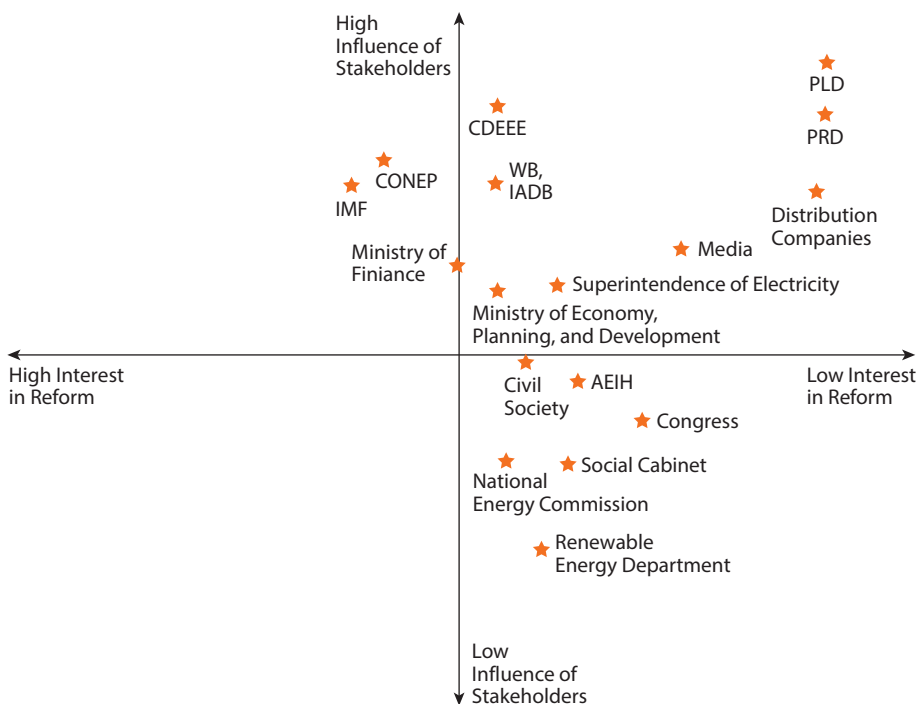 High
Influence of
Stakeholders
PLD
CDEEE
PRD
CONEP
WB,
IADB
IMF
Distribution
Companies
Ministry of
Finiance
Media
Superintendence of Electricity
Ministry of Economy,
Planning, and Development
High Interest
in Reform
Low Interest
in Reform
Civil
Society
AEIH
Congress
Social Cabinet
National
Energy Commission
Renewable
Energy Department
Low
Influence of
Stakeholders